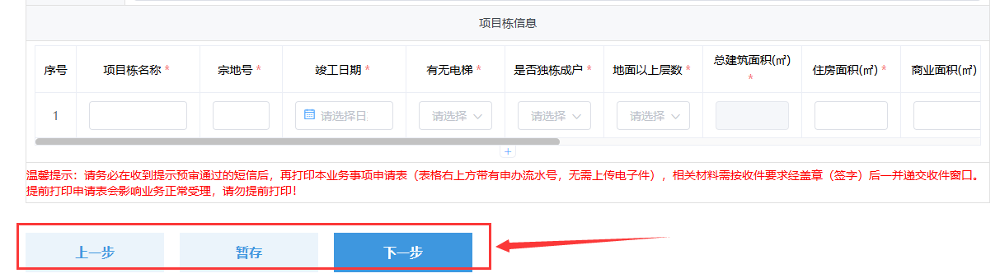 项目栋信息
序号 项目栋名称 * 宗地号 * 竣工日期 * 有无电梯 * 是否独栋成户 * 地面以上层数 * 总建筑面积(㎡) * 住房面积(㎡) * 商业面积(㎡)
1 请选择日 请选择 请选择 请选择
+
温馨提示：请务必在收到提示预审通过的短信后，再打印本业务事项申请表（表格右上方带有申办流水号，无需上传电子件），相关材料需按收件要求经盖章（签字）后一并递交收件窗口。
提前打印申请表会影响业务正常受理，请勿提前打印！
上一步 暂存 下一步